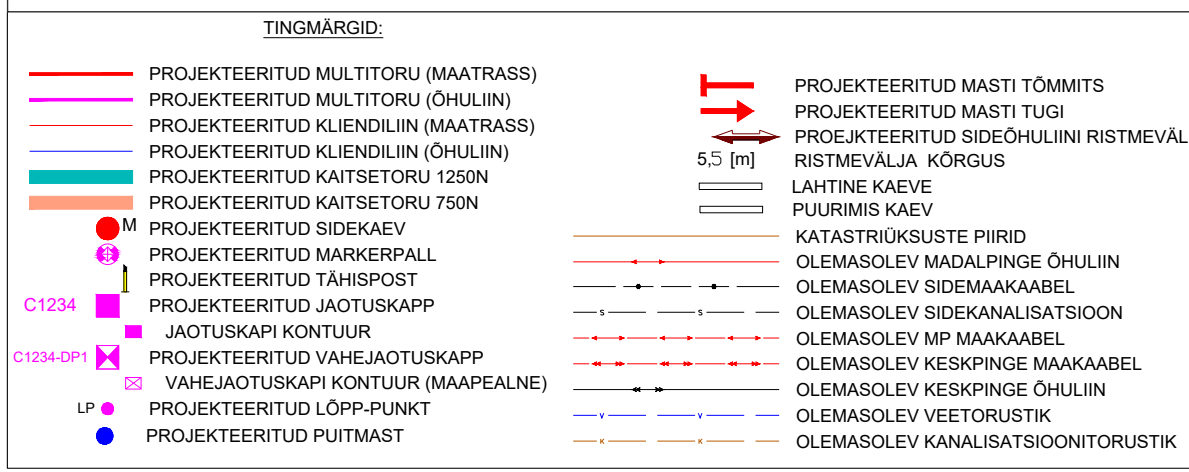 TINGMÄRGID:
PROJEKTEERITUD MULTITORU (MAATRASS)
PROJEKTEERITUD MULTITORU (ÕHULIIN)
PROJEKTEERITUD KLIENDILIIN (MAATRASS)
PROJEKTEERITUD KLIENDILIIN (ÕHULIIN)
PROJEKTEERITUD KAITSETORU 1250N
PROJEKTEERITUD KAITSETORU 750N
M PROJEKTEERITUD SIDEKAEV
PROJEKTEERITUD MARKERPALL
PROJEKTEERITUD TÄHISPOST
C1234 PROJEKTEERITUD JAOTUSKAPP
JAOTUSKAPI KONTUUR
C1234-DP1 PROJEKTEERITUD VAHEJAOTUSKAPP
VAHEJAOTUSKAPI KONTUUR (MAAPEALNE)
LP PROJEKTEERITUD LÕPP-PUNKT
PROJEKTEERITUD PUITMAST
PROJEKTEERITUD MASTI TÕMMITS
PROJEKTEERITUD MASTI TUGI
PROEJKTEERITUD SIDEÕHULIINI RISTMEVÄL
5,5 [m] RISTMEVÄLJA KÕRGUS
LAHTINE KAEVE
PUURIMIS KAEV
KATASTRIÜKSUSTE PIIRID
OLEMASOLEV MADALPINGE ÕHULIIN
OLEMASOLEV SIDEMAAKAABEL
S S OLEMASOLEV SIDEKANALISATSIOON
OLEMASOLEV MP MAAKAABEL
OLEMASOLEV KESKPINGE MAAKAABEL
OLEMASOLEV KESKPINGE ÕHULIIN
V V OLEMASOLEV VEETORUSTIK
K K OLEMASOLEV KANALISATSIOONITORUSTIK